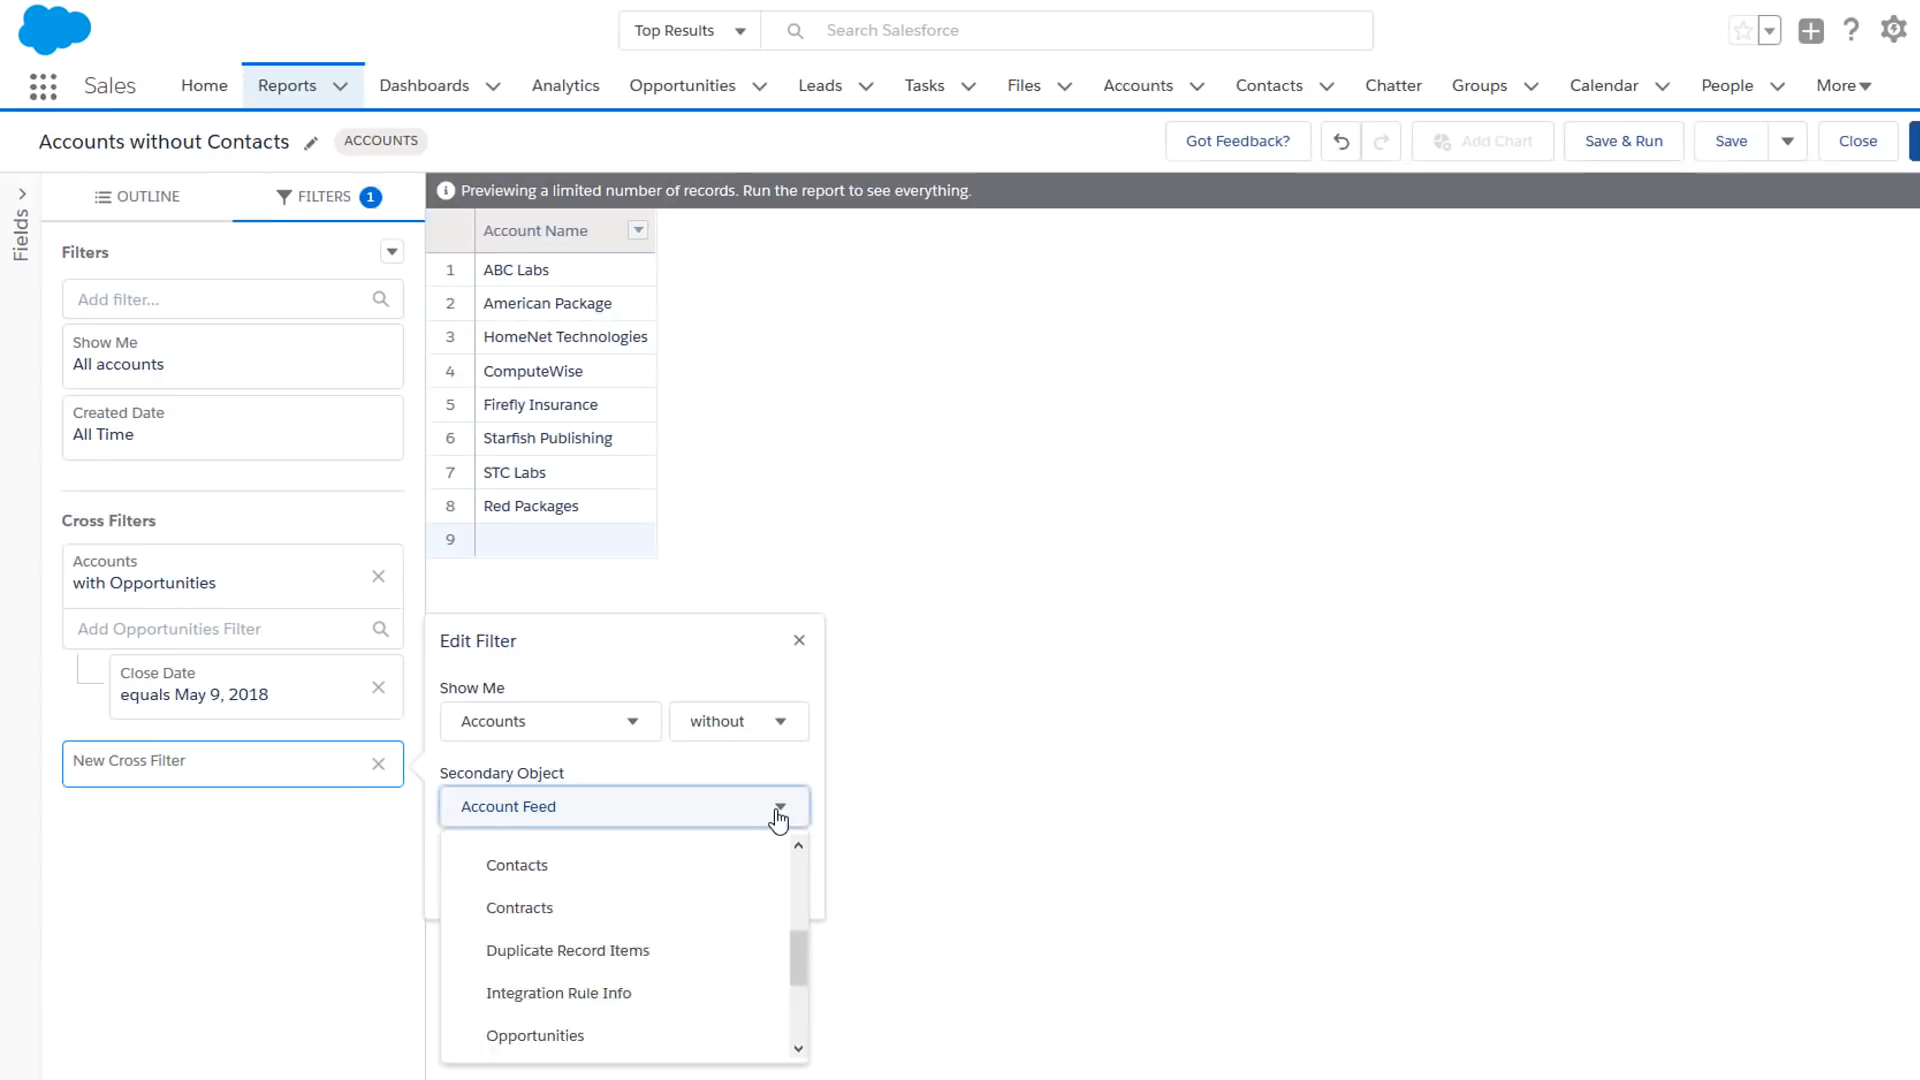 Top Results
Search Salesforce
Sales
Home
Reports
Dashboards
Analytics
Opportunities
Leads
Tasks
Files
Accounts
Contacts
Chatter
Groups
Calendar
People
More
Accounts without Contacts
ACCOUNTS
Got Feedback?
Add Chart
Save & Run
Save
Close
Fields
OUTLINE
FILTERS 1
Previewing a limited number of records. Run the report to see everything.
Filters
Add filter...
Show Me
All accounts
Created Date
All Time
Cross Filters
Accounts
with Opportunities
Add Opportunities Filter
Close Date
equals May 9, 2018
New Cross Filter
Account Name
1 ABC Labs
2 American Package
3 HomeNet Technologies
4 ComputeWise
5 Firefly Insurance
6 Starfish Publishing
7 STC Labs
8 Red Packages
9
Edit Filter
Show Me
Accounts
without
Secondary Object
Account Feed
Contacts
Contracts
Duplicate Record Items
Integration Rule Info
Opportunities